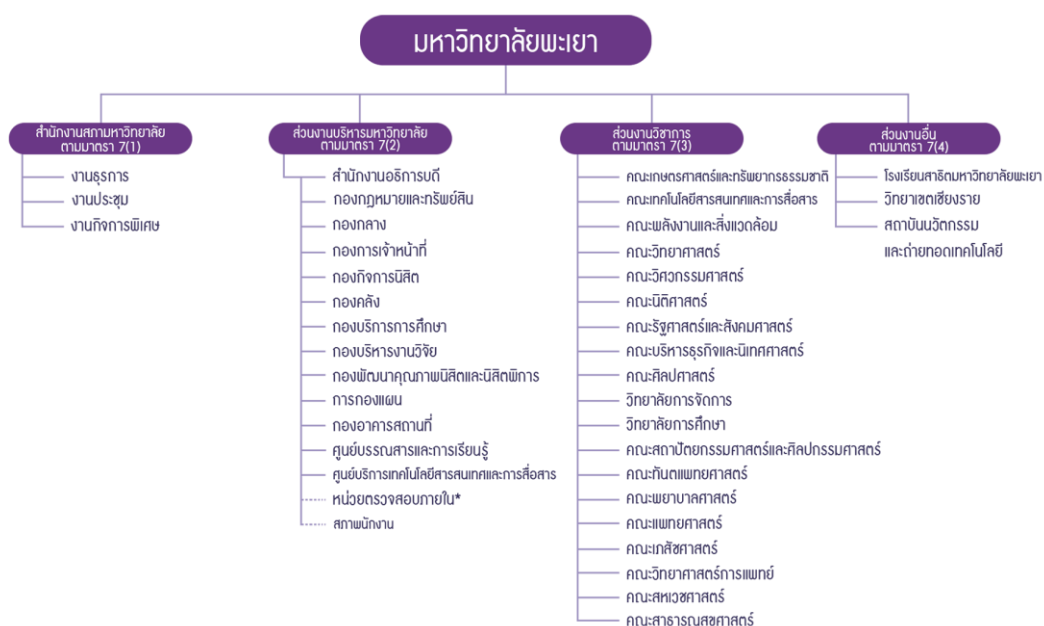 มหาวิทยาลัยพะเยา
สำนักงานสภามหาวิทยาลัย
ตามมาตรา 7(1)
งานธุรการ
งานประชุม
งานกิจการพิเศษ
ส่วนงานบริหารมหาวิทยาลัย
ตามมาตรา 7(2)
สำนักงานอธิการบดี
กองกฎหมายและทรัพย์สิน
กองกลาง
กองการเจ้าหน้าที่
กองกิจการนิสิต
กองคลัง
กองบริการการศึกษา
กองบริหารงานวิจัย
กองพัฒนาคุณภาพนิสิตและนิสิตพิการ
การกองแผน
กองอาคารสถานที่
ศูนย์บรรณสารและการเรียนรู้
ศูนย์บริการเทคโนโลยีสารสนเทศและการสื่อสาร
หน่วยตรวจสอบภายใน*
สภาพนักงาน
ส่วนงานวิชาการ
ตามมาตรา 7(3)
คณะเกษตรศาสตร์และทรัพยากรธรรมชาติ
คณะเทคโนโลยีสารสนเทศและการสื่อสาร
คณะพลังงานและสิ่งแวดล้อม
คณะวิทยาศาสตร์
คณะวิศวกรรมศาสตร์
คณะนิติศาสตร์
คณะรัฐศาสตร์และสังคมศาสตร์
คณะบริหารธุรกิจและนิเทศศาสตร์
คณะศิลปศาสตร์
วิทยาลัยการจัดการ
วิทยาลัยการศึกษา
คณะสถาปัตยกรรมศาสตร์และศิลปกรรมศาสตร์
คณะทันตแพทยศาสตร์
คณะพยาบาลศาสตร์
คณะแพทยศาสตร์
คณะเภสัชศาสตร์
คณะวิทยาศาสตร์การแพทย์
คณะสหเวชศาสตร์
คณะสาธารณสุขศาสตร์
ส่วนงานอื่น
ตามมาตรา 7(4)
โรงเรียนสาธิตมหาวิทยาลัยพะเยา
วิทยาเขตเชียงราย
สถาบันนวัตกรรม
และถ่ายทอดเทคโนโลยี